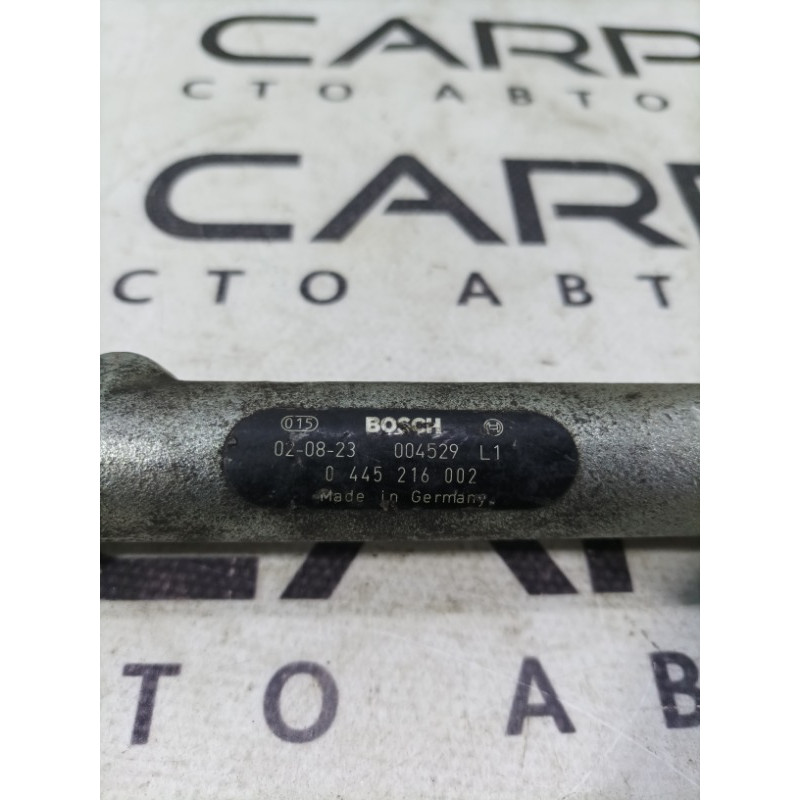 CARP
СТО АВТО
CARP
СТО АВТ
015 BOSCH
02-08-23 004529 L1
0 445 216 002
Made in Germany
CAR
ТО АВ